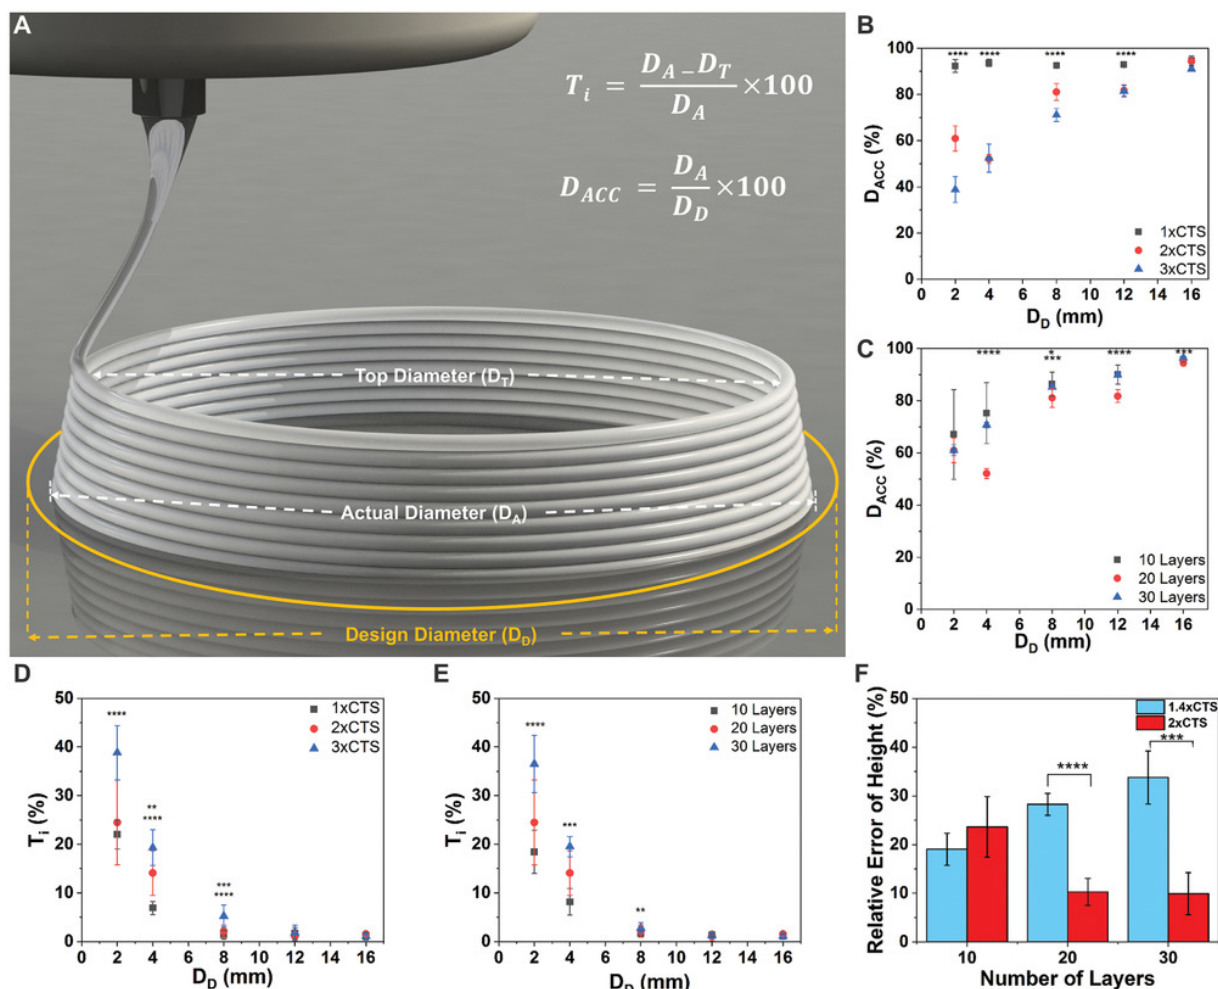 A
T_i = (D_A – D_T)/D_A ×100
D_ACC = D_A/D_D ×100
Top Diameter (D_T)
Actual Diameter (D_A)
Design Diameter (D_D)
B
D_ACC (%)
100
80
60
40
20
0
**** **** **** ****
1xCTS
2xCTS
3xCTS
0 2 4 6 8 10 12 14 16
D_D (mm)
C
D_ACC (%)
100
80
60
40
20
0
**** * *** **** ***
10 Layers
20 Layers
30 Layers
0 2 4 6 8 10 12 14 16
D_D (mm)
D
T_i (%)
50
40
30
20
10
0
****
**
****
***
****
1xCTS
2xCTS
3xCTS
0 2 4 6 8 10 12 14 16
D_D (mm)
E
T_i (%)
50
40
30
20
10
0
****
***
**
10 Layers
20 Layers
30 Layers
0 2 4 6 8 10 12 14 16
D_D (mm)
F
Relative Error of Height (%)
50
40
30
20
10
0
1.4xCTS
2xCTS
****
***
10 20 30
Number of Layers